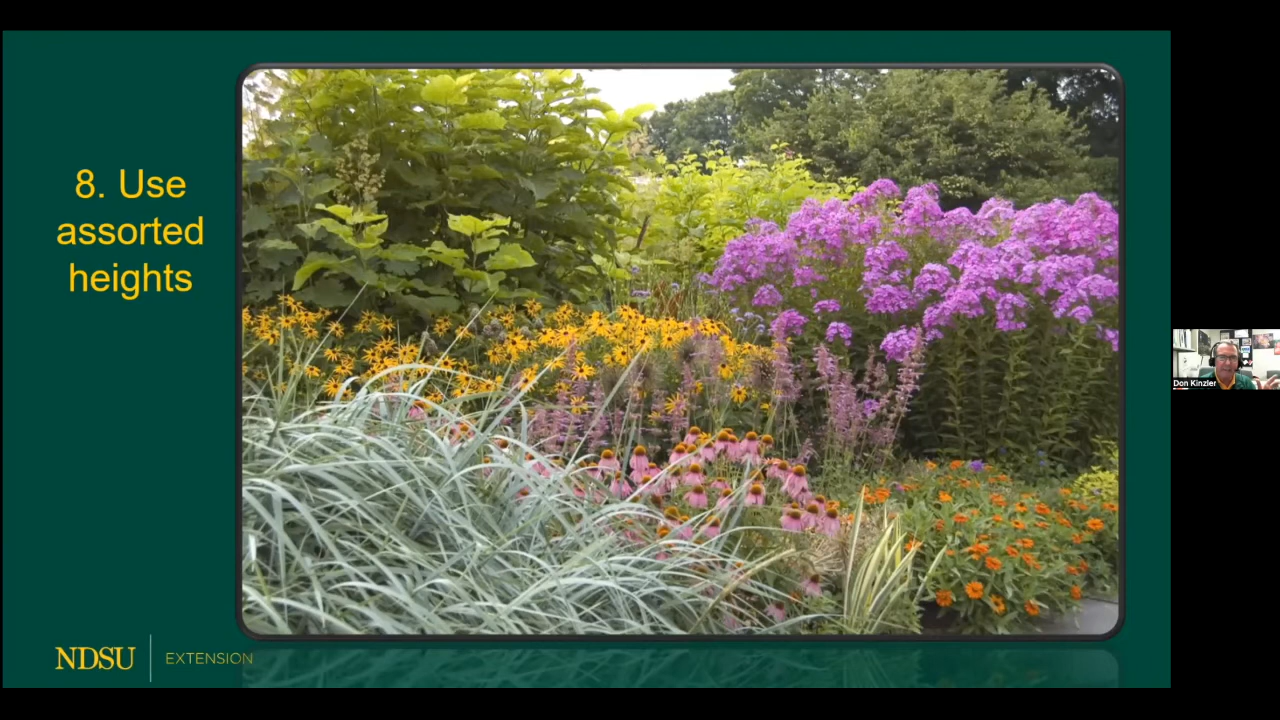 8. Use
assorted
heights
Don Kinzler
NDSU
EXTENSION